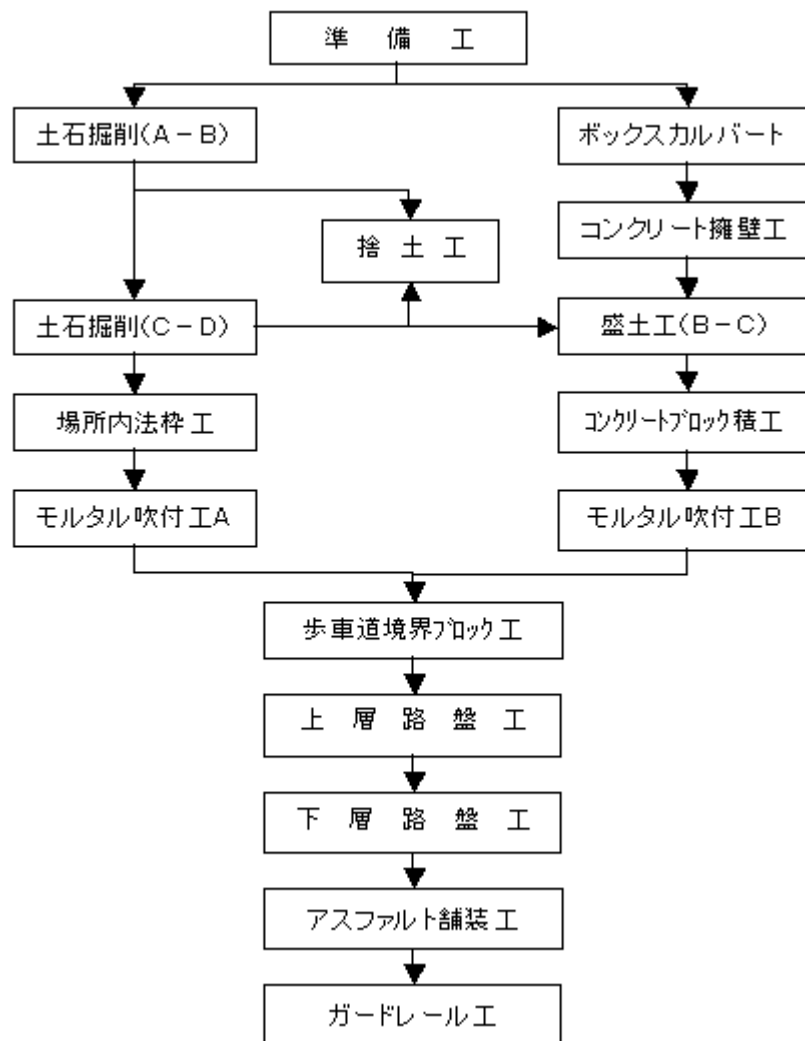 準備工
土石掘削(A-B)
ボックスカルバート
コンクリート擁壁工
捨土工
土石掘削(C-D)
盛土工(B-C)
場所内法枠工
コンクリートブロック積工
モルタル吹付工A
モルタル吹付工B
歩車道境界ブロック工
上層路盤工
下層路盤工
アスファルト舗装工
ガードレール工